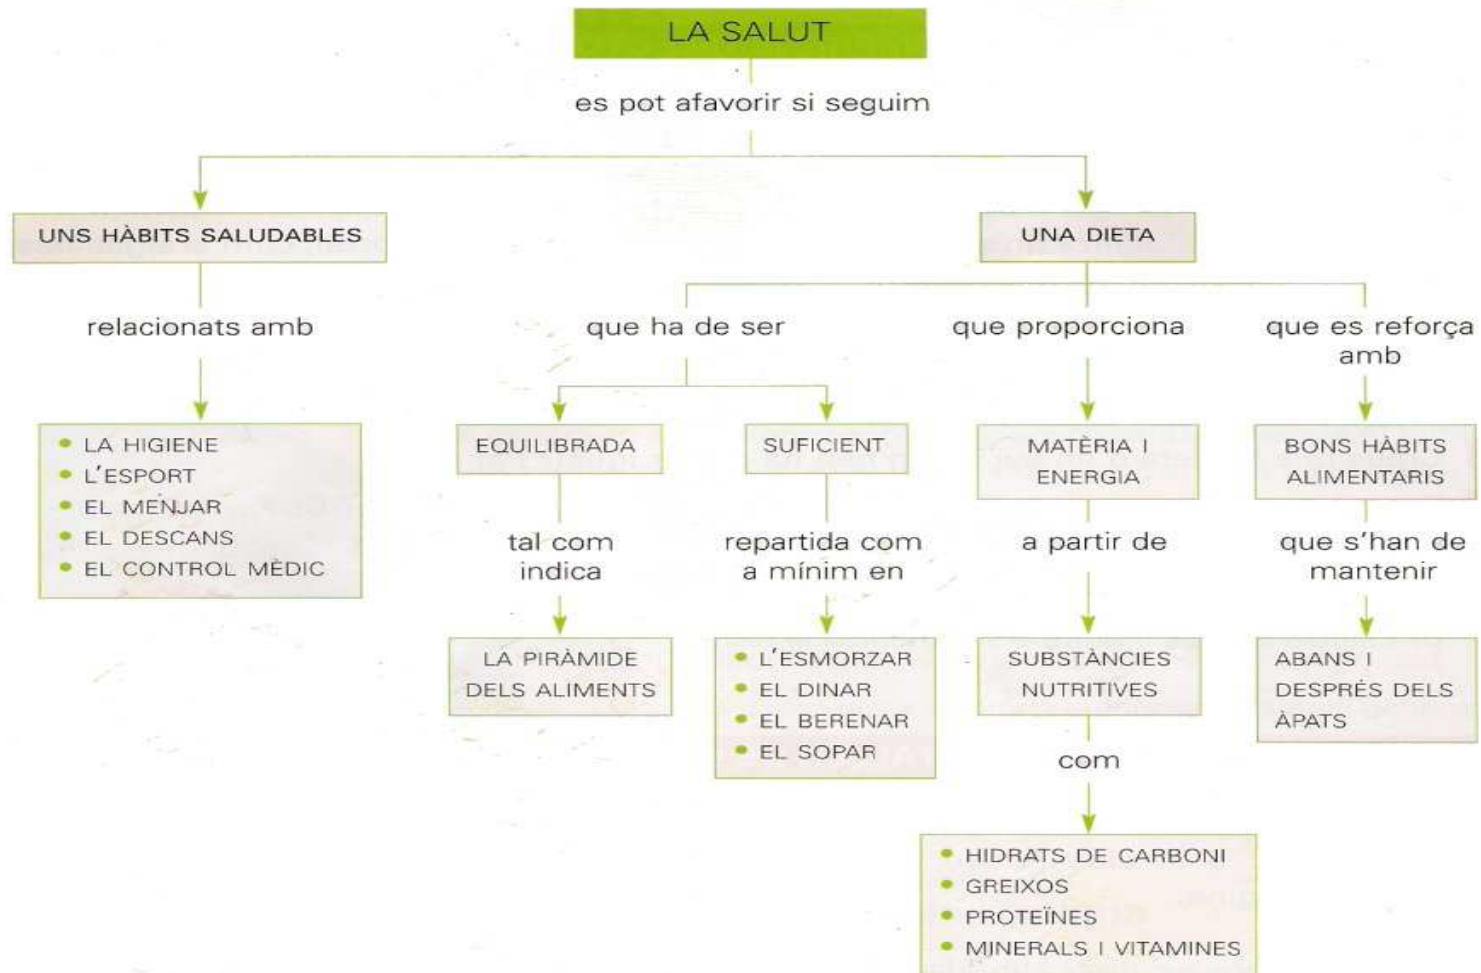 LA SALUT
es pot afavorir si seguim
UNS HÀBITS SALUDABLES
UNA DIETA
relacionats amb
que ha de ser
que proporciona
que es reforça
amb
• LA HIGIENE
• L'ESPORT
• EL MENJAR
• EL DESCANS
• EL CONTROL MÈDIC
EQUILIBRADA
SUFICIENT
MATÈRIA I
ENERGIA
BONS HÀBITS
ALIMENTARIS
tal com
indica
repartida com
a mínim en
a partir de
que s'han de
mantenir
LA PIRÀMIDE
DELS ALIMENTS
• L'ESMORZAR
• EL DINAR
• EL BERENAR
• EL SOPAR
SUBSTÀNCIES
NUTRITIVES
ABANS I
DESPRÉS DELS
ÀPATS
com
• HIDRATS DE CARBONI
• GREIXOS
• PROTEÏNES
• MINERALS I VITAMINES